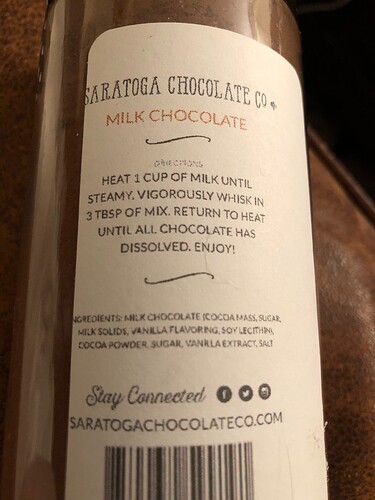 SARATOGA CHOCOLATE CO
MILK CHOCOLATE
DIRECTIONS
HEAT 1 CUP OF MILK UNTIL
STEAMY, VIGOROUSLY WHISK IN
3 TBSP OF MIX. RETURN TO HEAT
UNTIL ALL CHOCOLATE HAS
DISSOLVED. ENJOY!
INGREDIENTS: MILK CHOCOLATE (COCOA MASS, SUGAR,
MILK SOLIDS, VANILLA FLAVORING, SOY LECITHIN),
COCOA POWDER, SUGAR, VANILLA EXTRACT, SALT
Stay Connected
SARATOGACHOCOLATECO.COM